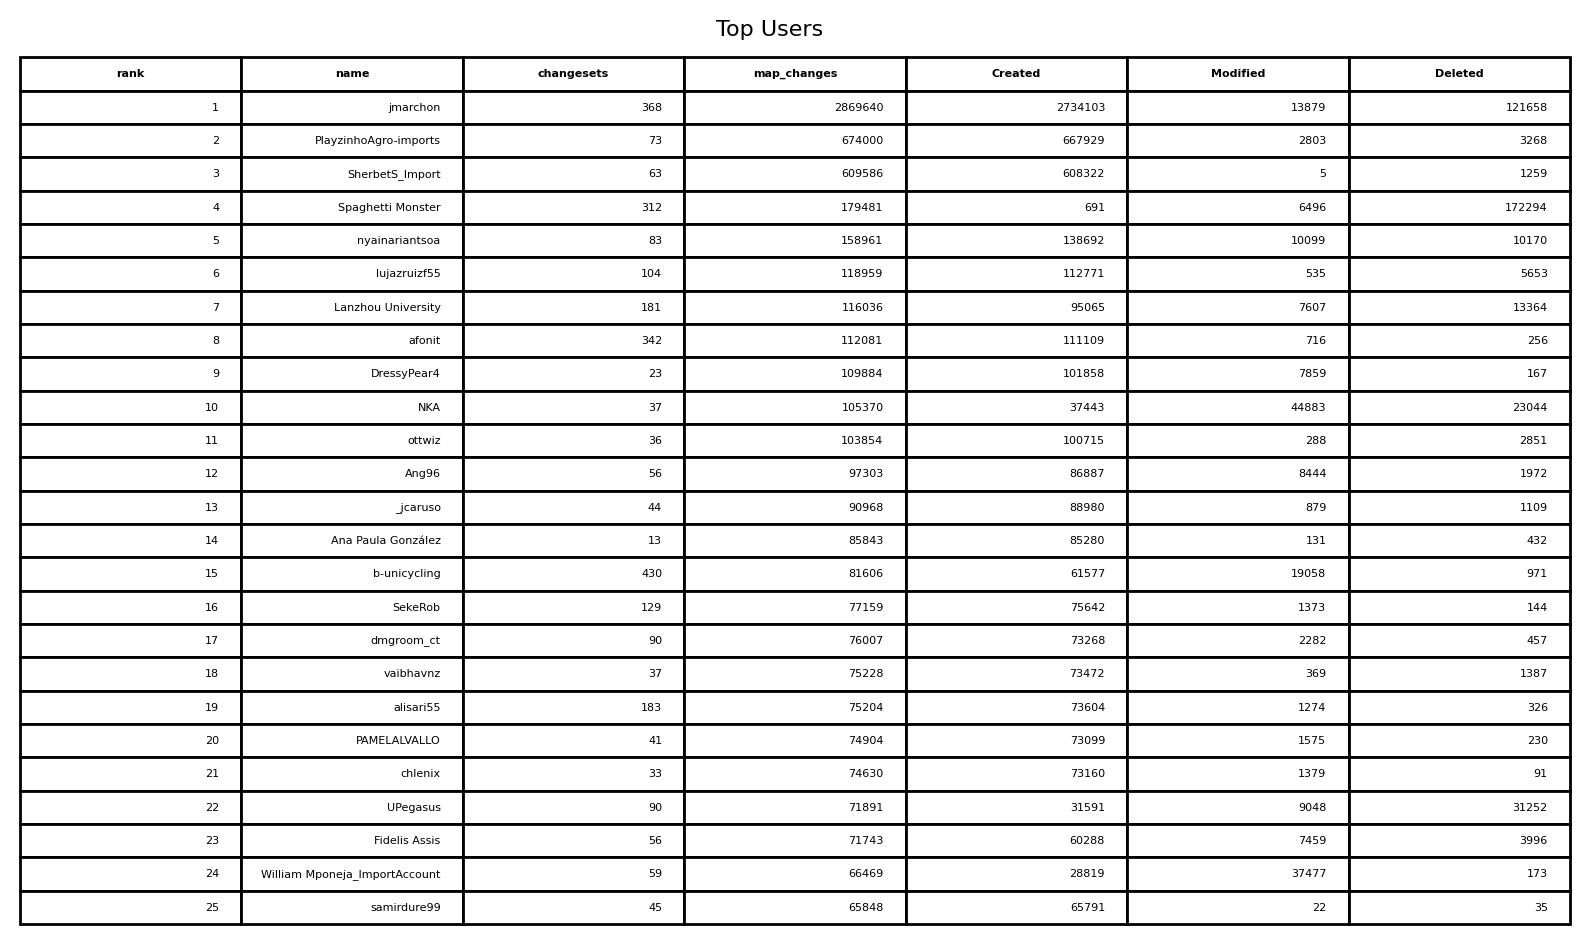 Top Users
rank name changesets map_changes Created Modified Deleted
1 jmarchon 368 2869640 2734103 13879 121658
2 PlayzinhoAgro-imports 73 674000 667929 2803 3268
3 SherbetS_Import 63 609586 608322 5 1259
4 Spaghetti Monster 312 179481 691 6496 172294
5 nyainariantsoa 83 158961 138692 10099 10170
6 lujazruizf55 104 118959 112771 535 5653
7 Lanzhou University 181 116036 95065 7607 13364
8 afonit 342 112081 111109 716 256
9 DressyPear4 23 109884 101858 7859 167
10 NKA 37 105370 37443 44883 23044
11 ottwiz 36 103854 100715 288 2851
12 Ang96 56 97303 86887 8444 1972
13 _jcaruso 44 90968 88980 879 1109
14 Ana Paula González 13 85843 85280 131 432
15 b-unicycling 430 81606 61577 19058 971
16 SekeRob 129 77159 75642 1373 144
17 dmgroom_ct 90 76007 73268 2282 457
18 vaibhavnz 37 75228 73472 369 1387
19 alisari55 183 75204 73604 1274 326
20 PAMELALVALLO 41 74904 73099 1575 230
21 chlenix 33 74630 73160 1379 91
22 UPegasus 90 71891 31591 9048 31252
23 Fidelis Assis 56 71743 60288 7459 3996
24 William Mponeja_ImportAccount 59 66469 28819 37477 173
25 samirdure99 45 65848 65791 22 35